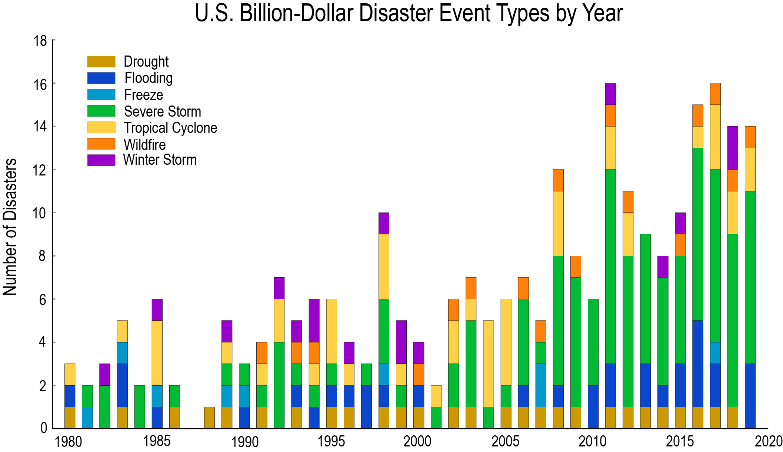 U.S. Billion-Dollar Disaster Event Types by Year
18
16
14
12
10
8
6
4
2
0
Number of Disasters
Drought
Flooding
Freeze
Severe Storm
Tropical Cyclone
Wildfire
Winter Storm
1980 1985 1990 1995 2000 2005 2010 2015 2020